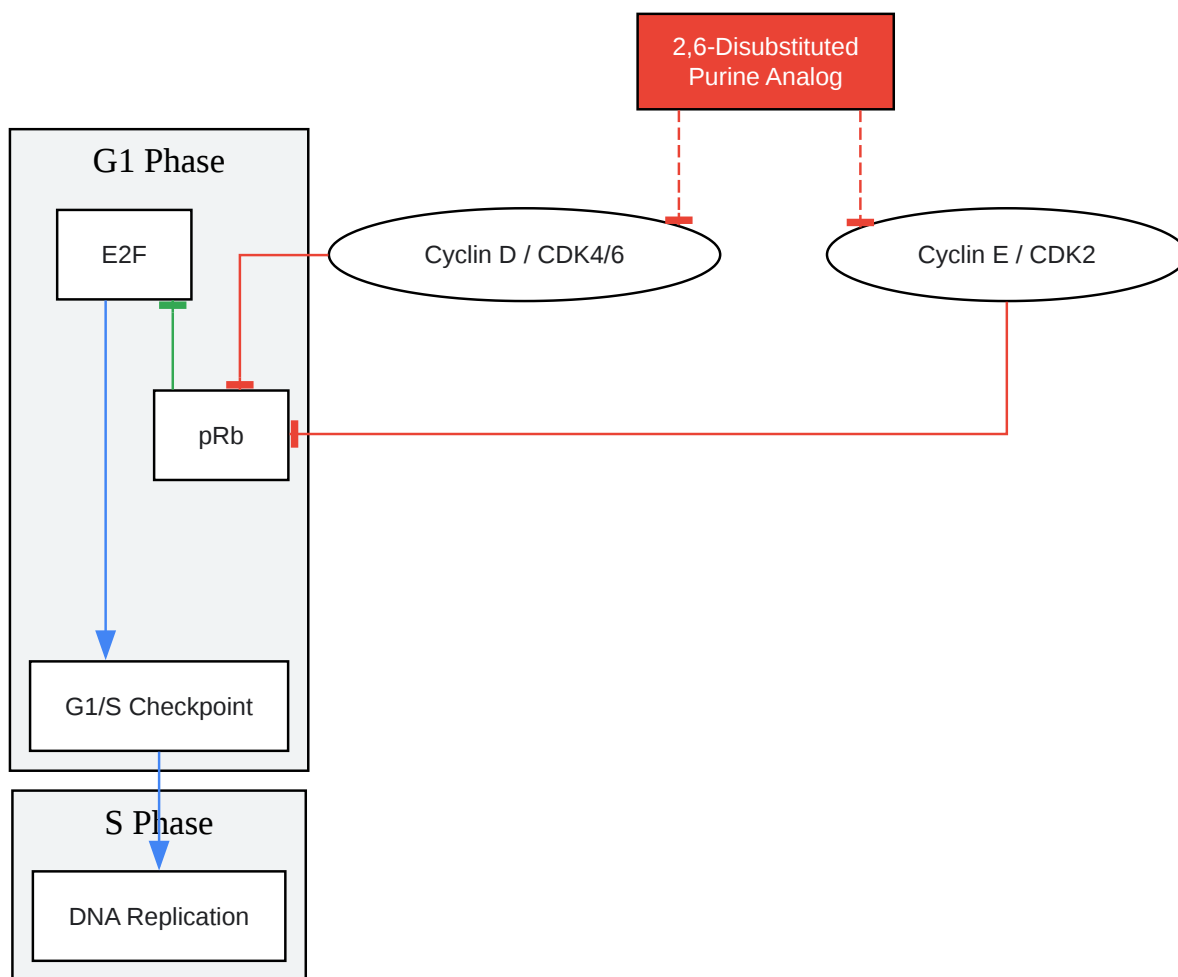 2,6-Disubstituted
Purine Analog
G1 Phase
E2F
Cyclin D / CDK4/6
Cyclin E / CDK2
pRb
G1/S Checkpoint
S Phase
DNA Replication